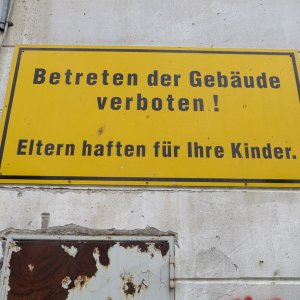 Betreten der Gebäude
verboten !
Eltern haften für Ihre Kinder.